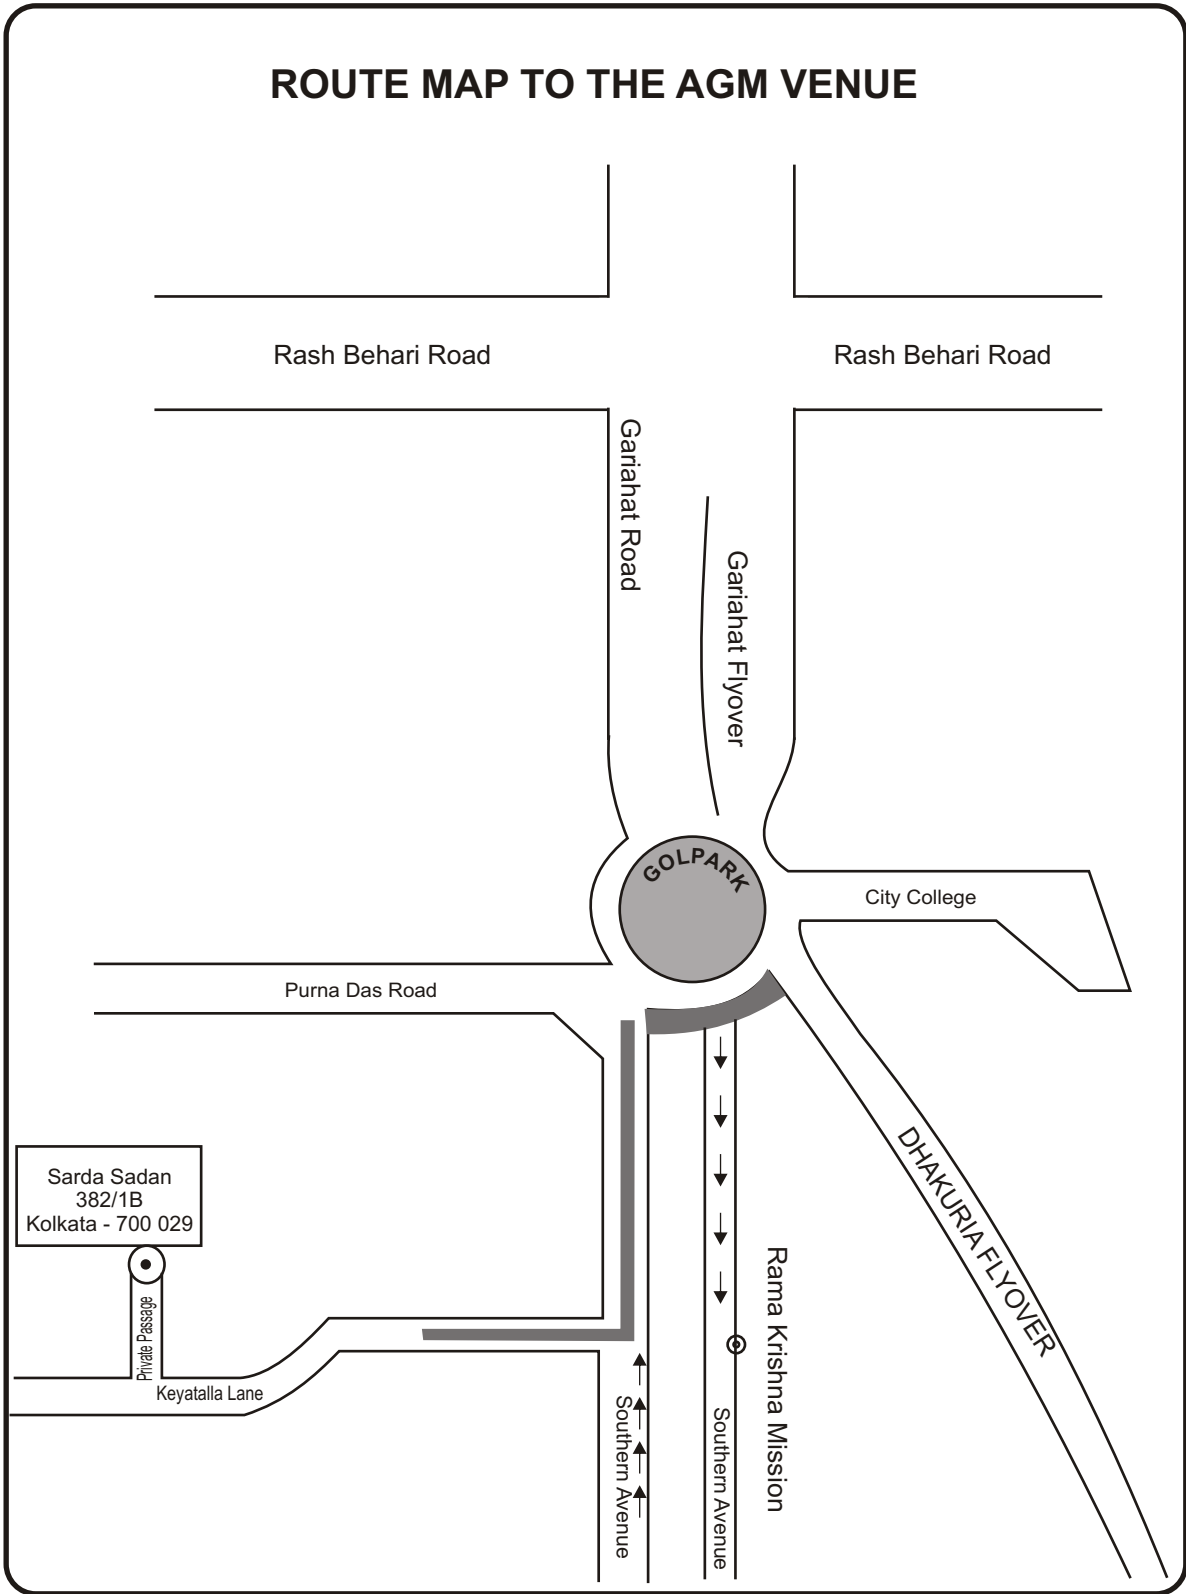 ROUTE MAP TO THE AGM VENUE
Rash Behari Road
Rash Behari Road
Gariahat Road
Gariahat Flyover
GOLPARK
City College
Purna Das Road
DHAKURIA FLYOVER
Sarda Sadan
382/1B
Kolkata - 700 029
Private Passage
Keyatalla Lane
Rama Krishna Mission
Southern Avenue
Southern Avenue